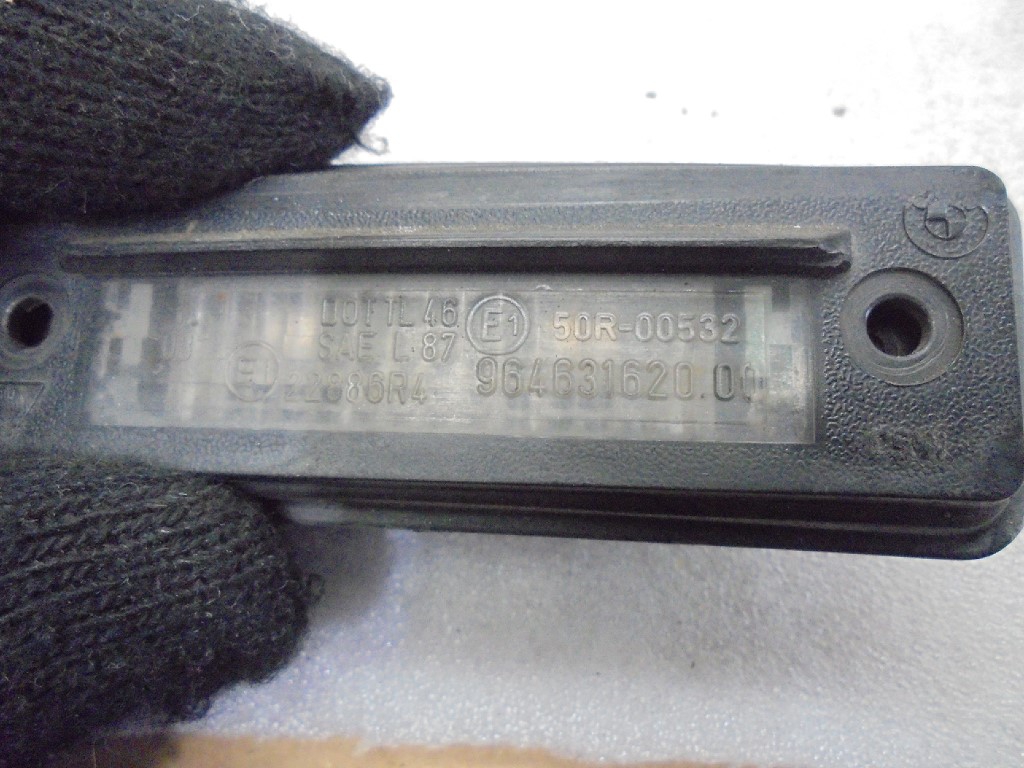 DOT TL 46 E1 50R-00532
SAE L 87
E1 22886R4 964631620.00